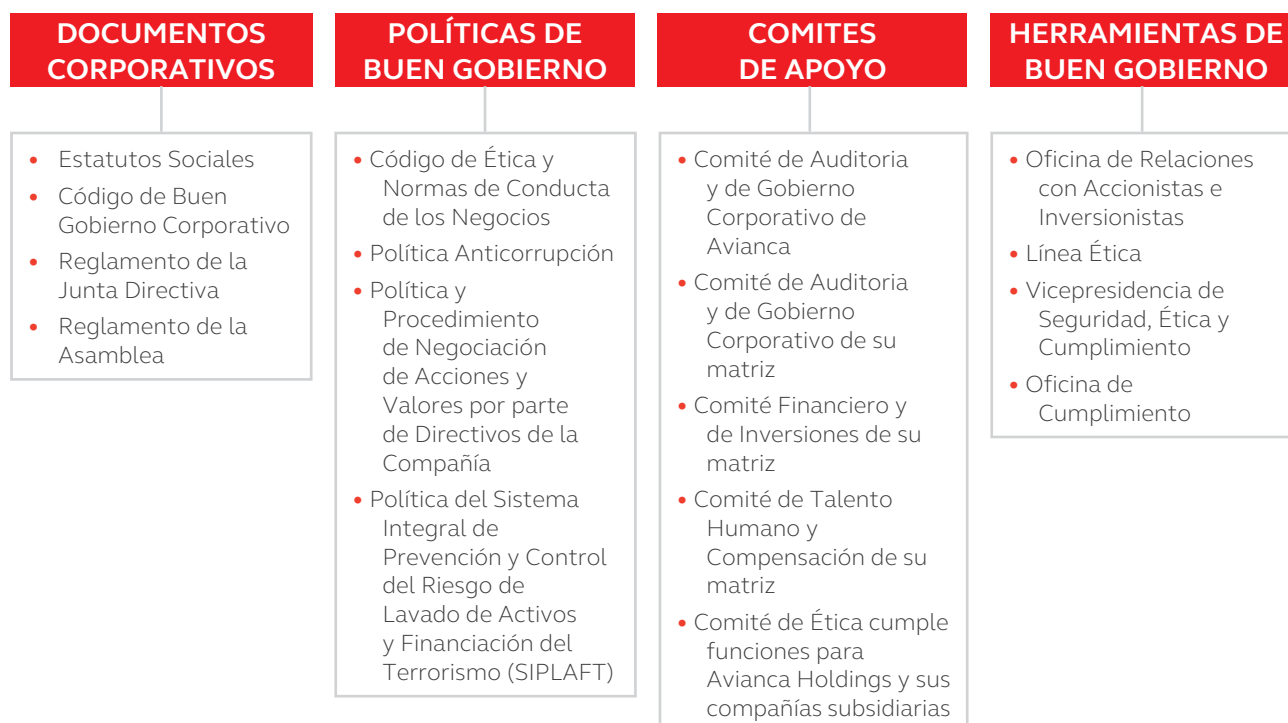 DOCUMENTOS
CORPORATIVOS
• Estatutos Sociales
• Código de Buen
Gobierno Corporativo
• Reglamento de la
Junta Directiva
• Reglamento de la
Asamblea
POLÍTICAS DE
BUEN GOBIERNO
• Código de Ética y
Normas de Conducta
de los Negocios
• Política Anticorrupción
• Política y
Procedimiento
de Negociación
de Acciones y
Valores por parte
de Directivos de la
Compañía
• Política del Sistema
Integral de
Prevención y Control
del Riesgo de
Lavado de Activos
y Financiación del
Terrorismo (SIPLAFT)
COMITES
DE APOYO
• Comité de Auditoria
y de Gobierno
Corporativo de
Avianca
• Comité de Auditoria
y de Gobierno
Corporativo de su
matriz
• Comité Financiero y
de Inversiones de su
matriz
• Comité de Talento
Humano y
Compensación de su
matriz
• Comité de Ética cumple
funciones para
Avianca Holdings y sus
compañías subsidiarias
HERRAMIENTAS DE
BUEN GOBIERNO
• Oficina de Relaciones
con Accionistas e
Inversionistas
• Línea Ética
• Vicepresidencia de
Seguridad, Ética y
Cumplimiento
• Oficina de
Cumplimiento